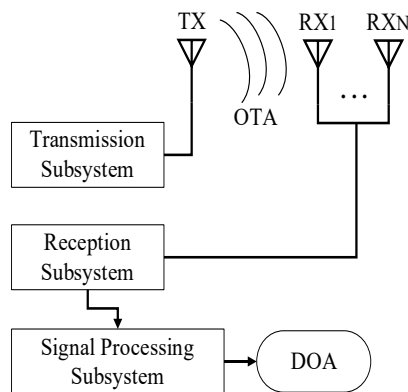 TX
RX1
RXN
...
OTA
Transmission
Subsystem
Reception
Subsystem
Signal Processing
Subsystem
DOA